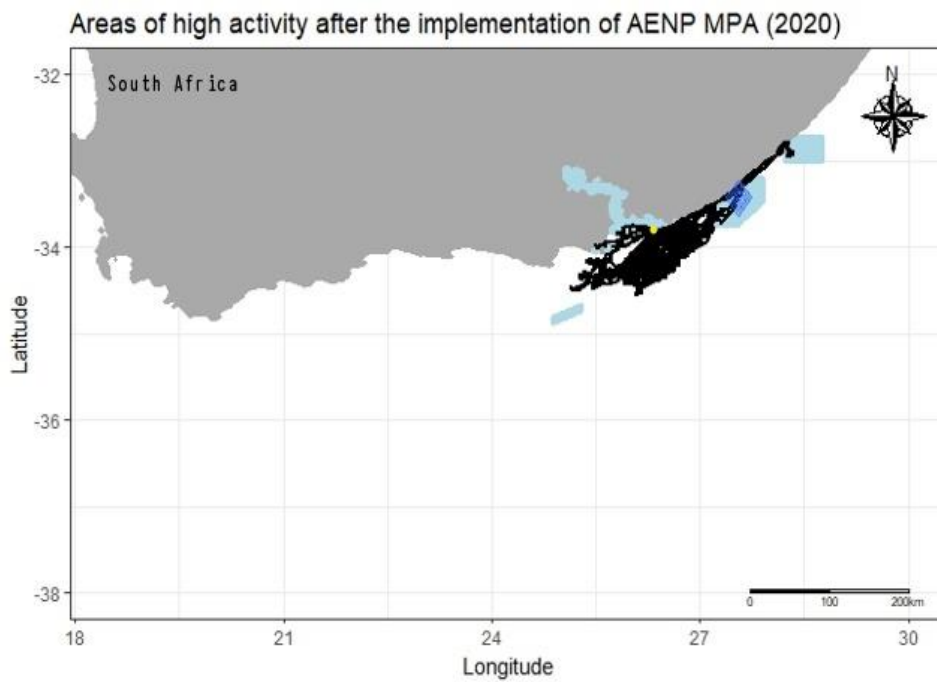 Areas of high activity after the implementation of AENP MPA (2020)
South Africa
N
-32
-34
-36
-38
Latitude
0 100 200km
18 21 24 27 30
Longitude